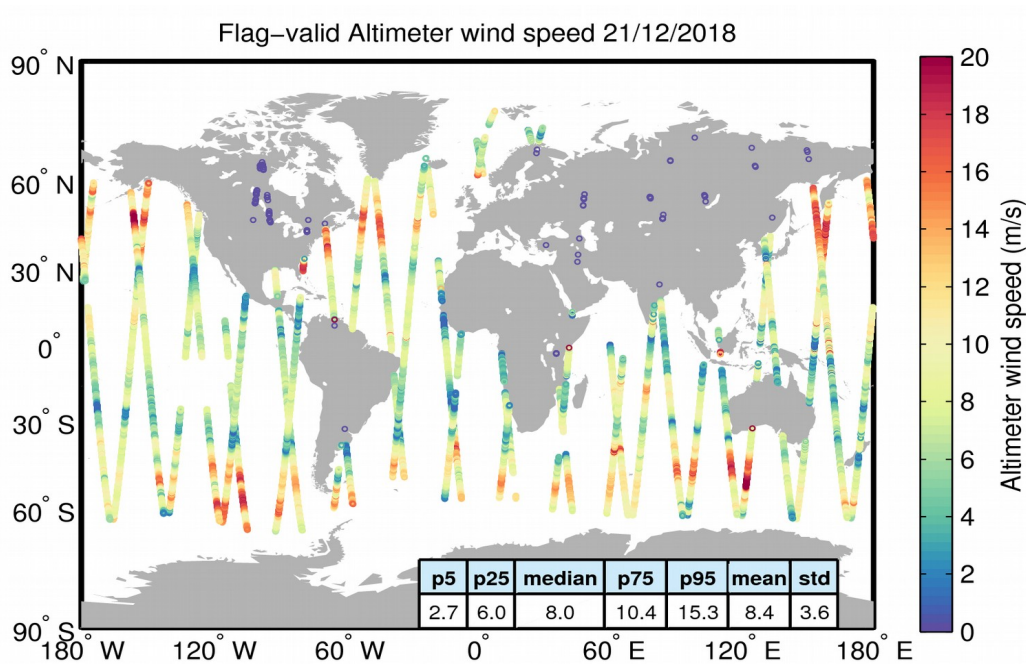 Flag−valid Altimeter wind speed 21/12/2018
90° N
60° N
30° N
0°
30° S
60° S
90° S
180° W
120° W
60° W
0°
60° E
120° E
180° E
p5 p25 median p75 p95 mean std
2.7 6.0 8.0 10.4 15.3 8.4 3.6
20
18
16
14
12
10
8
6
4
2
0
Altimeter wind speed (m/s)